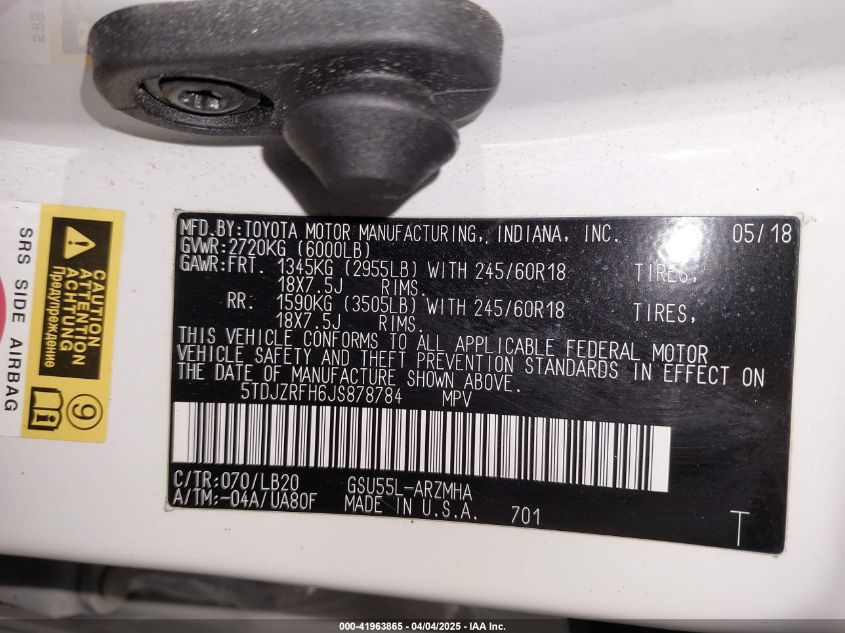 MFD.BY:TOYOTA MOTOR MANUFACTURING, INDIANA, INC. 05/18
GVWR:2720KG (6000LB)
GAWR:FRT. 1345KG (2955LB) WITH 245/60R18 TIRES,
18X7.5J RIMS.
RR: 1590KG (3505LB) WITH 245/60R18 TIRES,
18X7.5J RIMS.
THIS VEHICLE CONFORMS TO ALL APPLICABLE FEDERAL MOTOR
VEHICLE SAFETY AND THEFT PREVENTION STANDARDS IN EFFECT ON
THE DATE OF MANUFACTURE SHOWN ABOVE.
5TDJZRFH6JS878784 MPV
C/TR:070/LB20 GSU55L-ARZMHA
A/TM:-04A/UA80F MADE IN U.S.A. 701 T
SRS SIDE AIRBAG
CAUTION
ATTENTION
ACHTUNG
Предупреждение
9
000-41963865 - 04/04/2025 - IAA Inc.